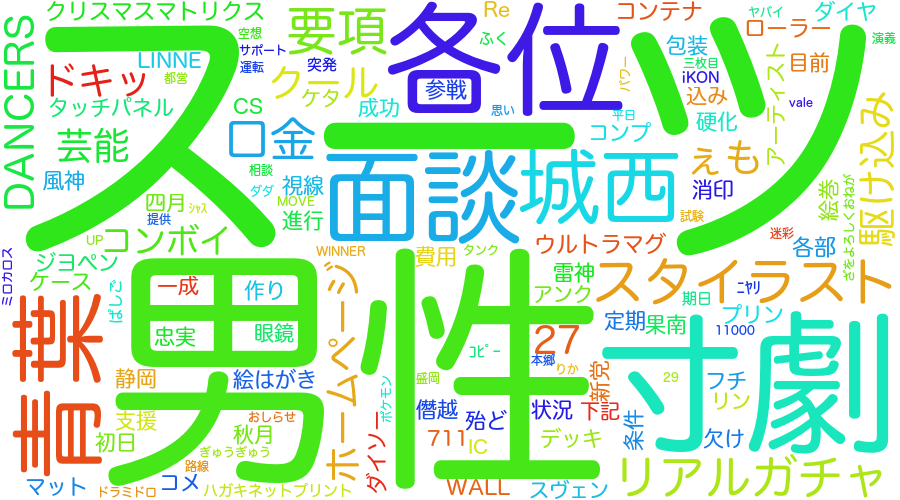 クリスマスマトリクス
空想
サポート
運転
要項
各位
Re
ふく
コンテナ
ヤバイ
ダイヤ
ローラー
演義
DANCERS
ドキッ
LINNE
都営
突発
クール
ケタ
参戦
包装
三枚目
iKON
目前
タッチパネル
CS
成功
思い
パワー
込み
アーティスト
vale
スーツ
芸能
口金
コンプ
平日
硬化
ぇも
駆け込み
風神
相談
面談
城西
消印
絵巻
四月
ｼｬｽ
ダダ
視線
MOVE
進行
提供
試験
ざをよろしくおねが
UP
コンボイ
WINNER
費用
タンク
ウルトラマグ
迷彩
各部
ミロカロス
ジヨペン
ケース
男性
ホームページ
雷神
アンク
スタイラスト
ﾆﾔﾘ
期日
ぱしご
一成
作り
青葉
忠実
眼鏡
ｺﾋﾟｰ
27
本郷
定期
果南
プリン
11000
寸劇
静岡
絵はがき
ポケモン
盛岡
りか
新党
29
フチ
リン
支援
おしらせ
僭越
殆ど
状況
下記
条件
初日
秋月
ぎゅうぎゅう
ダイソー
711
IC
デッキ
欠け
路線
マット
ドラミドロ
コメ
ハガキネットプリント
WALL
スヴェン
リアルガチャ